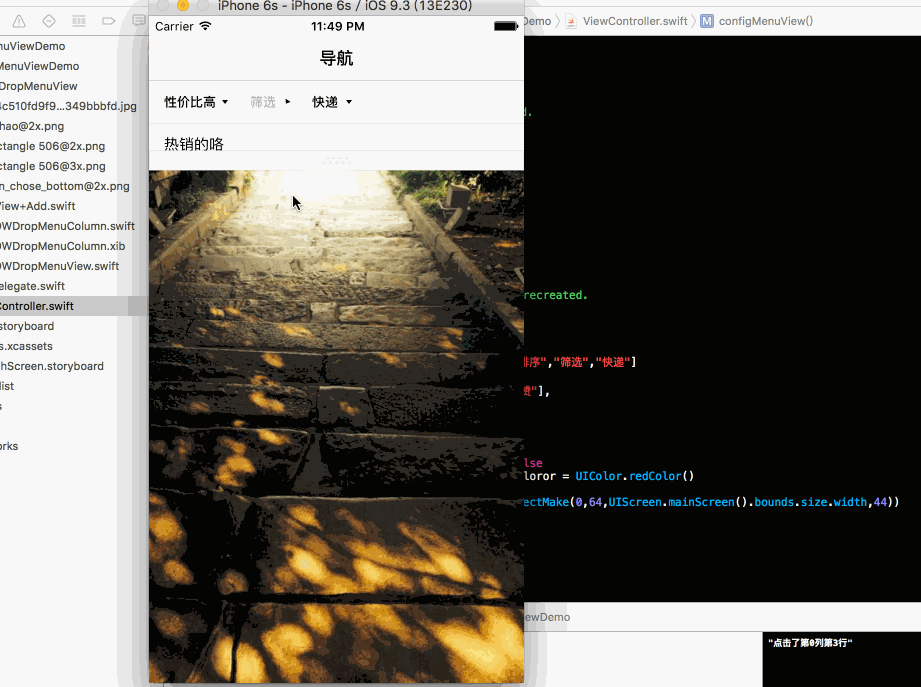 iPhone 6s - iPhone 6s / iOS 9.3 (13E230)
Carrier
11:49 PM
导航
性价比高
筛选
快递
热销的咯
nuViewDemo
MenuViewDemo
DropMenuView
4c510fd9f9...349bbbfd.jpg
hao@2x.png
ctangle 506@2x.png
ctangle 506@3x.png
n_chose_bottom@2x.png
View+Add.swift
OWDropMenuColumn.swift
OWDropMenuColumn.xib
OWDropMenuView.swift
elegate.swift
Controller.swift
storyboard
s.xcassets
hScreen.storyboard
list
s
orks
Demo
ViewController.swift
M configMenuView()
d.
recreated.
排序","筛选","快递"]
"],
lse
loror = UIColor.redColor()
ectMake(0,64,UIScreen.mainScreen().bounds.size.width,44))
ewDemo
"点击了第0列第3行"